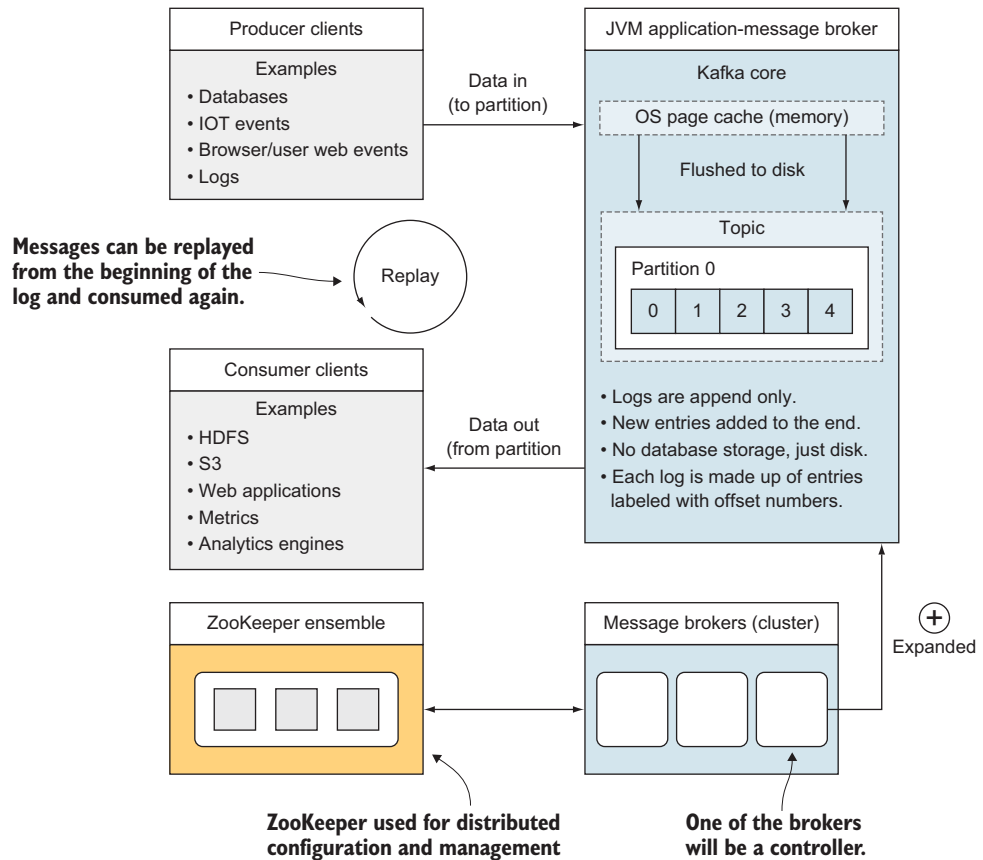 Producer clients
Examples
• Databases
• IOT events
• Browser/user web events
• Logs
Data in
(to partition)
JVM application-message broker
Kafka core
OS page cache (memory)
Flushed to disk
Topic
Partition 0
0 1 2 3 4
• Logs are append only.
• New entries added to the end.
• No database storage, just disk.
• Each log is made up of entries
labeled with offset numbers.
Messages can be replayed
from the beginning of the
log and consumed again.
Replay
Consumer clients
Examples
• HDFS
• S3
• Web applications
• Metrics
• Analytics engines
Data out
(from partition
ZooKeeper ensemble
Message brokers (cluster)
+
Expanded
ZooKeeper used for distributed
configuration and management
One of the brokers
will be a controller.